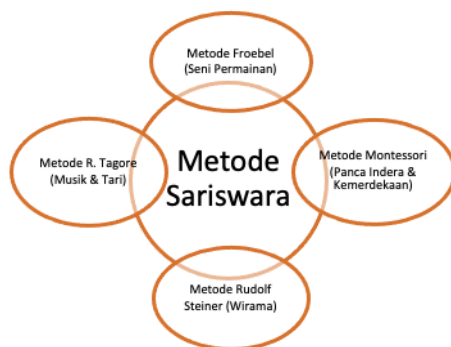 Metode Froebel
(Seni Permainan)
Metode R. Tagore
(Musik & Tari)
Metode
Sariswara
Metode Montessori
(Panca Indera &
Kemerdekaan)
Metode Rudolf
Steiner (Wirama)